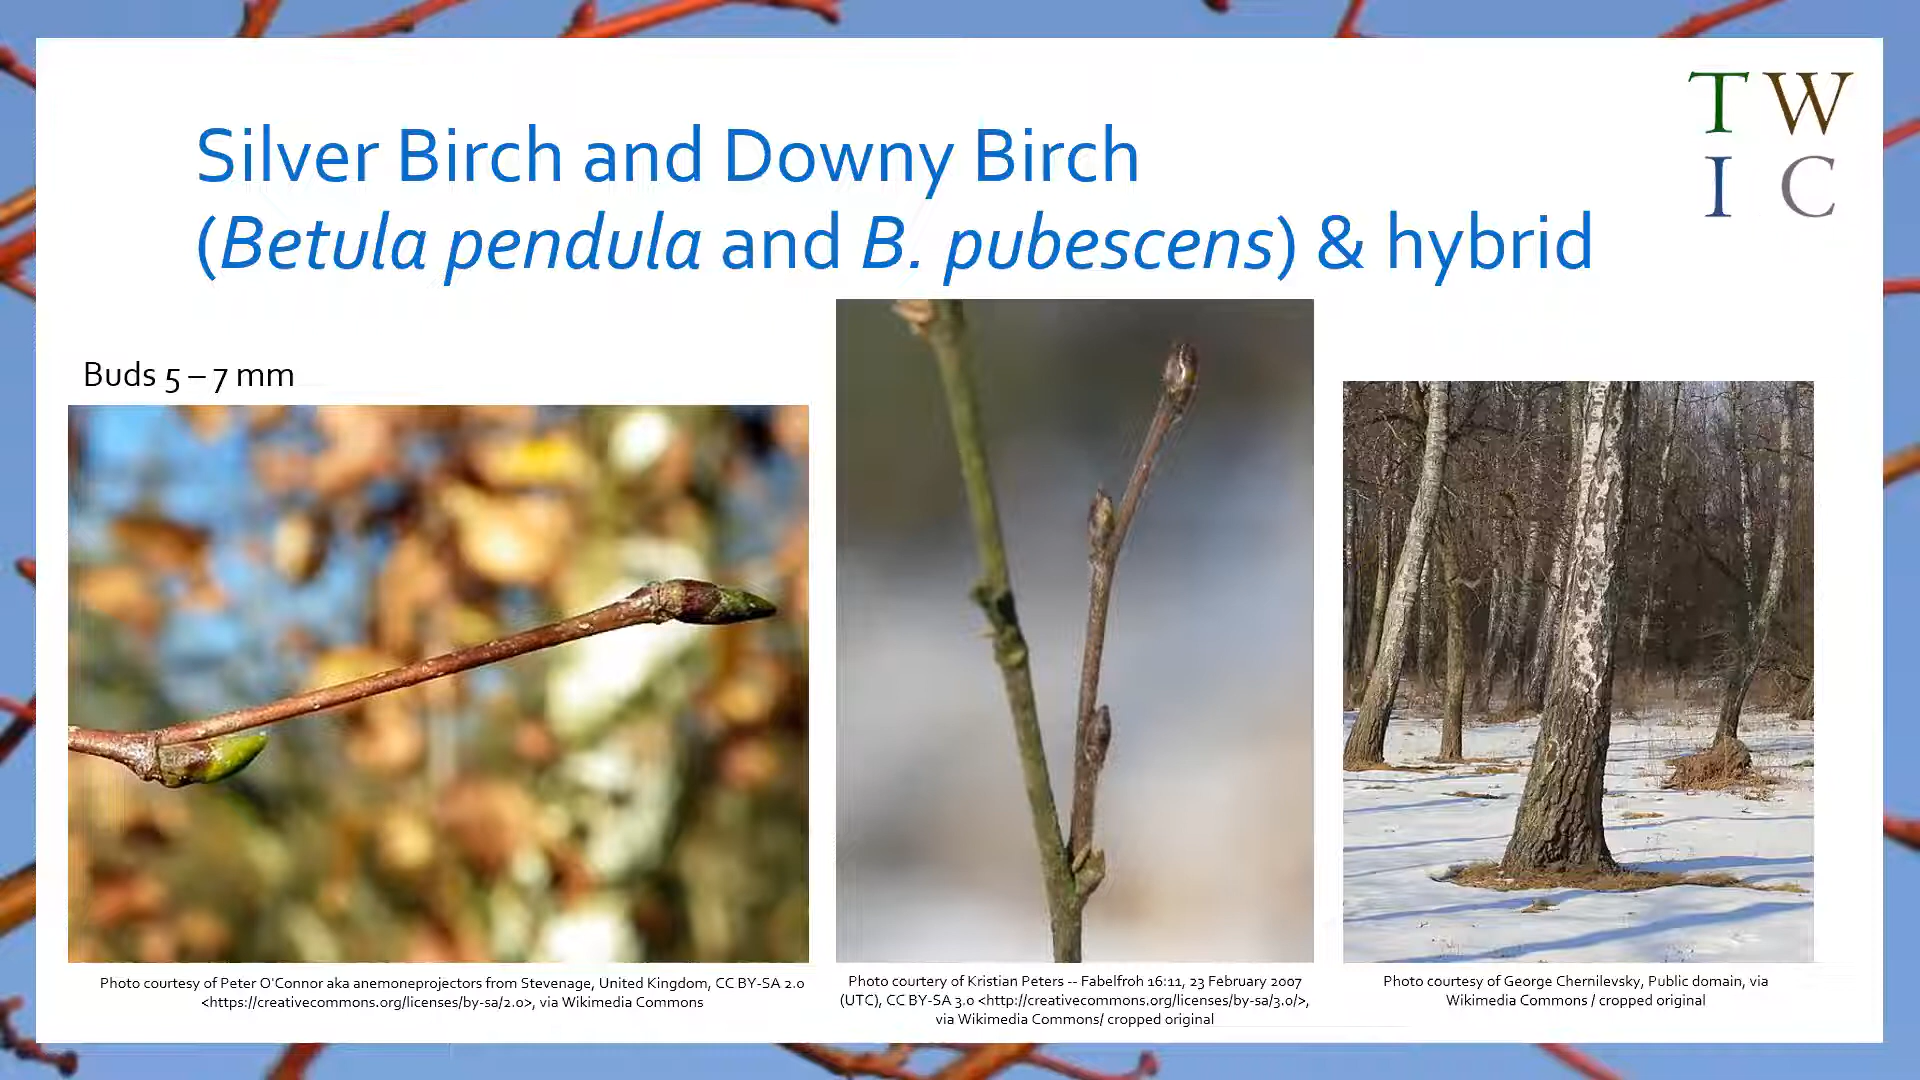 Silver Birch and Downy Birch
(Betula pendula and B. pubescens) & hybrid
T W
I C
Buds 5 – 7 mm
Photo courtesy of Peter O'Connor aka anemoneprojectors from Stevenage, United Kingdom, CC BY-SA 2.0
<https://creativecommons.org/licenses/by-sa/2.0>, via Wikimedia Commons
Photo courtery of Kristian Peters -- Fabelfroh 16:11, 23 February 2007
(UTC), CC BY-SA 3.0 <http://creativecommons.org/licenses/by-sa/3.0/>,
via Wikimedia Commons/ cropped original
Photo courtesy of George Chernilevsky, Public domain, via
Wikimedia Commons / cropped original